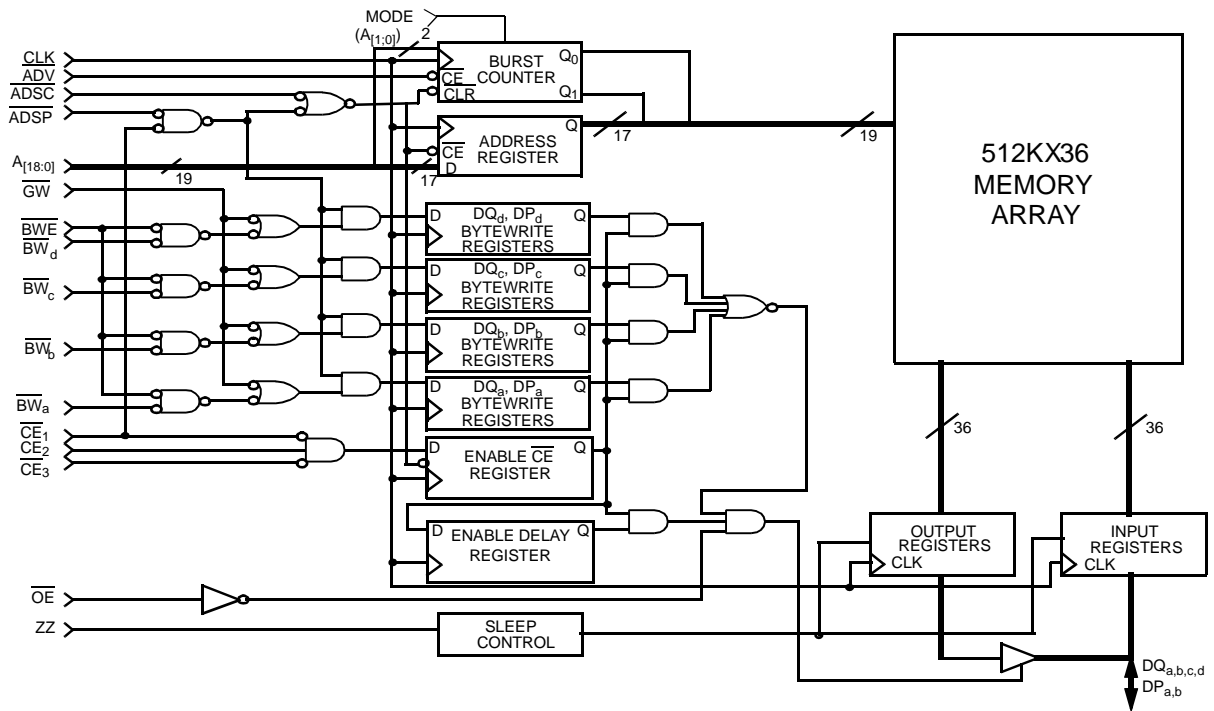 MODE
(A[1;0])
2
CLK
ADV
ADSC
ADSP
A[18:0]
19
GW
BWE
BWd
BWc
BWb
BWa
CE1
CE2
CE3
OE
ZZ
BURST
COUNTER
CE
CLR
Q0
Q1
ADDRESS
REGISTER
CE
D
Q
17
17
19
D
DQd, DPd
BYTEWRITE
REGISTERS
Q
D
DQc, DPc
BYTEWRITE
REGISTERS
Q
D
DQb, DPb
BYTEWRITE
REGISTERS
Q
D
DQa, DPa
BYTEWRITE
REGISTERS
Q
D
ENABLE CE
REGISTER
Q
D
ENABLE DELAY
REGISTER
Q
SLEEP
CONTROL
512KX36
MEMORY
ARRAY
36
36
OUTPUT
REGISTERS
CLK
INPUT
REGISTERS
CLK
DQa,b,c,d
DPa,b